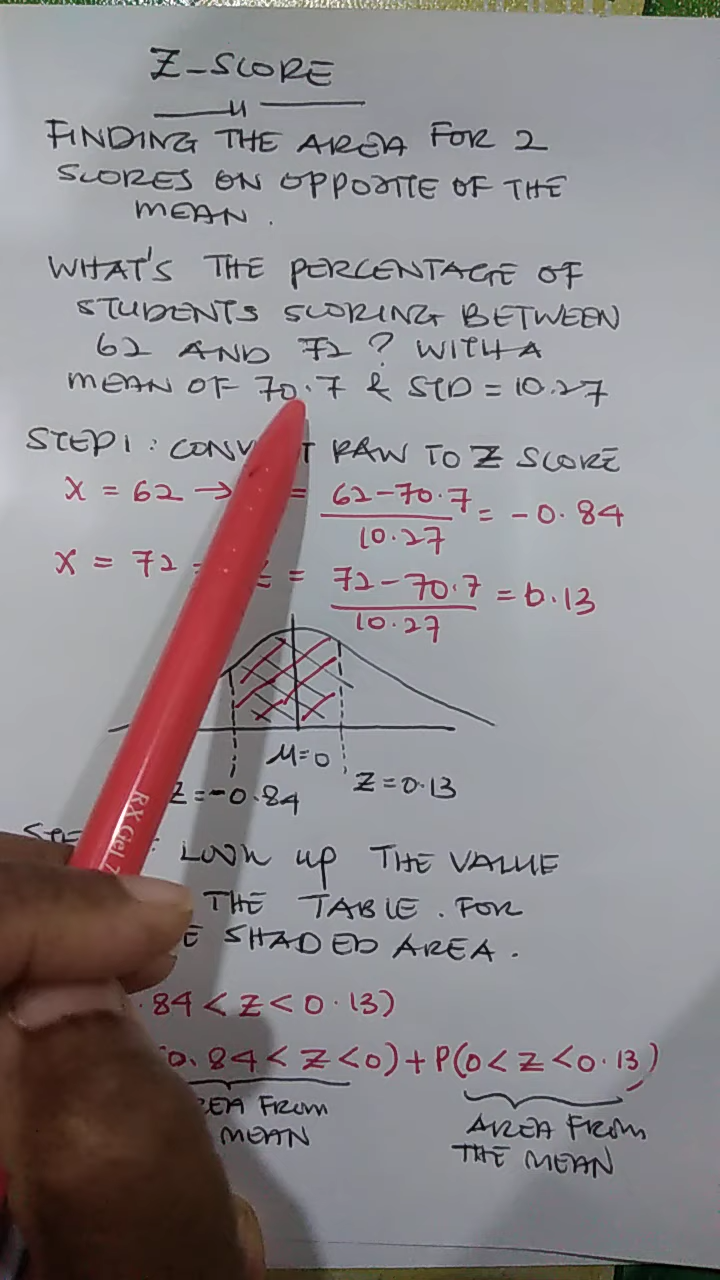 Z-SCORE
FINDING THE AREA FOR 2
SCORES ON OPPOSITE OF THE
MEAN.
WHAT'S THE PERCENTAGE OF
STUDENTS SCORING BETWEEN
62 AND 72? WITH A
MEAN OF 70.7 & STD = 10.27
STEP 1: CONV T RAW TO Z SCORE
X = 62 → = 62-70.7/10.27 = -0.84
X = 72 = 72-70.7/10.27 = 0.13
μ=0
Z=-0.84 Z=0.13
LOOK UP THE VALUE
THE TABLE. FOR
SHADED AREA.
.84 < Z < 0.13)
0.84 < Z < 0) + P(0 < Z < 0.13)
FROM AREA FROM
MEAN THE MEAN
RX Gel